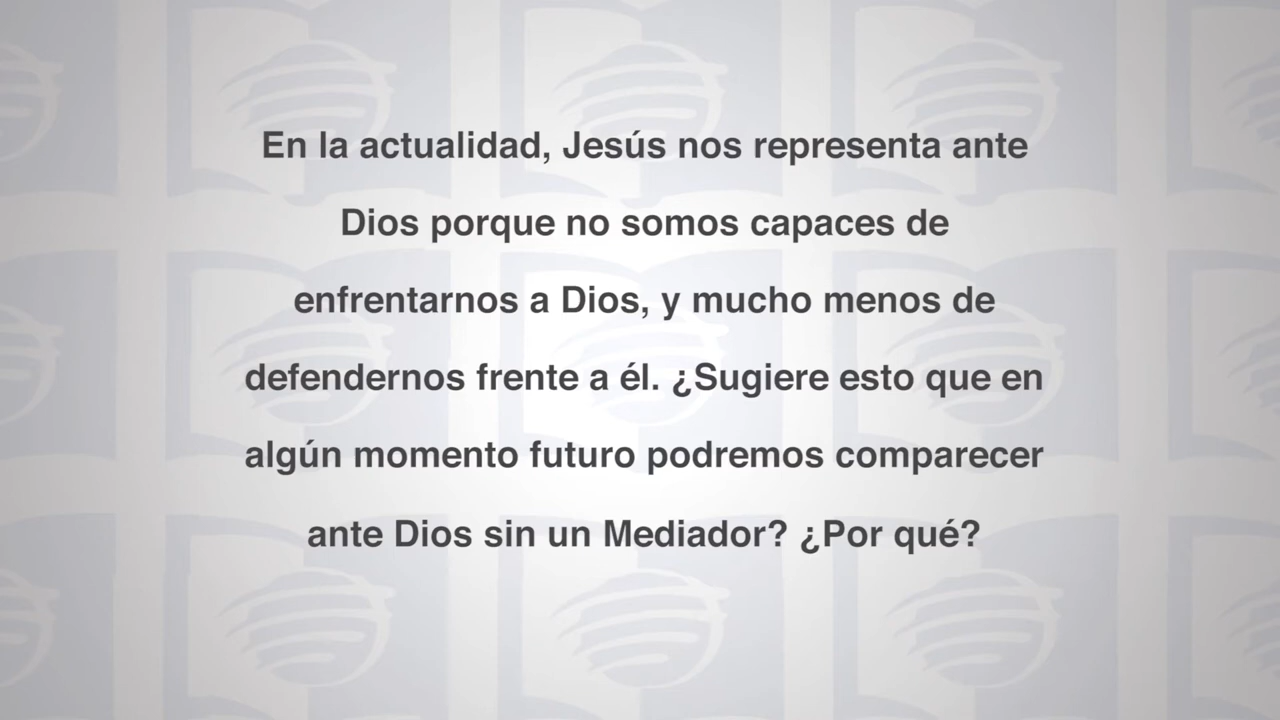 En la actualidad, Jesús nos representa ante
Dios porque no somos capaces de
enfrentarnos a Dios, y mucho menos de
defendernos frente a él. ¿Sugiere esto que en
algún momento futuro podremos comparecer
ante Dios sin un Mediador? ¿Por qué?